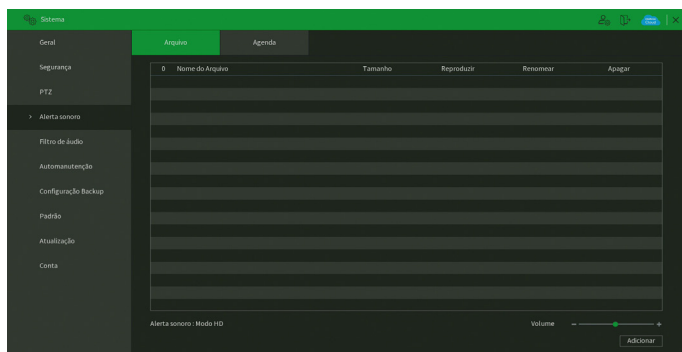 Sistema
Geral
Segurança
PTZ
> Alerta sonoro
Filtro de áudio
Automanutenção
Configuração Backup
Padrão
Atualização
Conta
Arquivo Agenda
0 Nome do Arquivo Tamanho Reproduzir Renomear Apagar
Alerta sonoro : Modo HD Volume - +
Adicionar